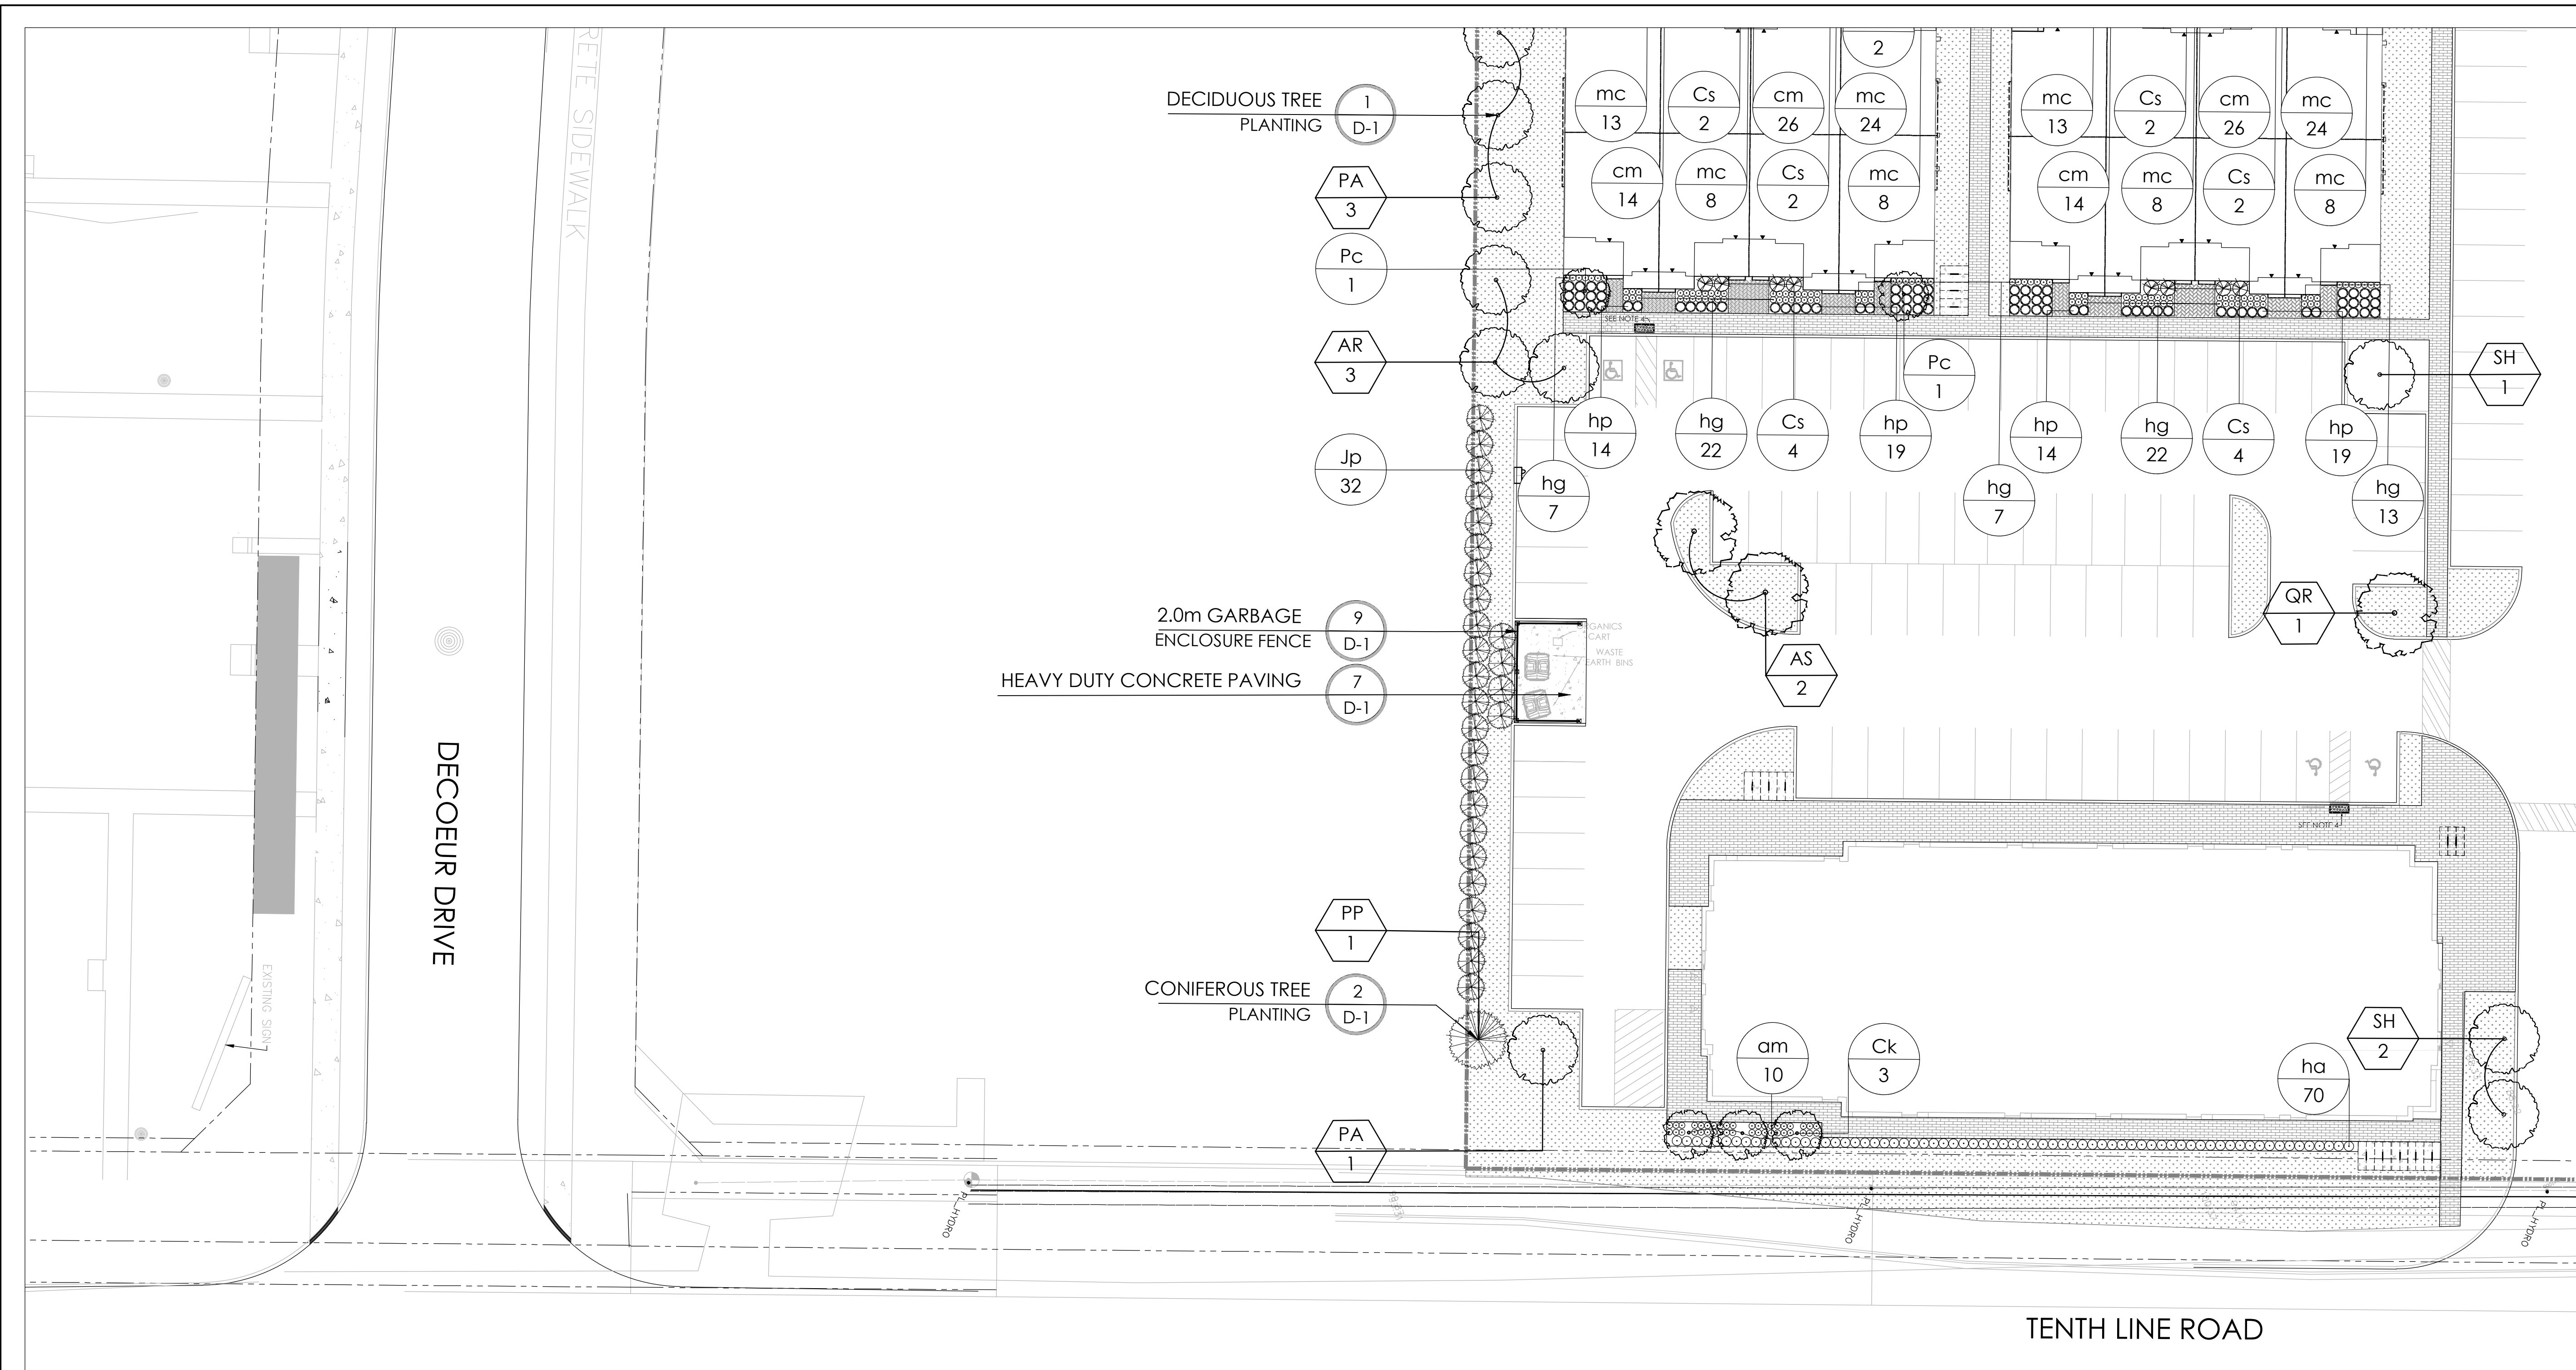 RETE SIDEWALK
2
DECIDUOUS TREE
PLANTING
1
D-1
mc
13
Cs
2
cm
26
mc
24
mc
13
Cs
2
cm
26
mc
24
PA
3
cm
14
mc
8
Cs
2
mc
8
cm
14
mc
8
Cs
2
mc
8
Pc
1
SEE NOTE 4
AR
3
Pc
1
SH
1
hp
14
hg
22
Cs
4
hp
19
hp
14
hg
22
Cs
4
hp
19
Jp
32
hg
7
hg
7
hg
13
2.0m GARBAGE
ENCLOSURE FENCE
9
D-1
RGANICS
CART
WASTE
EARTH BINS
QR
1
HEAVY DUTY CONCRETE PAVING
7
D-1
AS
2
DECOEUR DRIVE
SEE NOTE 4
PP
1
EXISTING SIGN
CONIFEROUS TREE
PLANTING
2
D-1
am
10
Ck
3
SH
2
ha
70
PA
1
PL_HYDRO
PL_HYDRO
PL_HYDRO
TENTH LINE ROAD